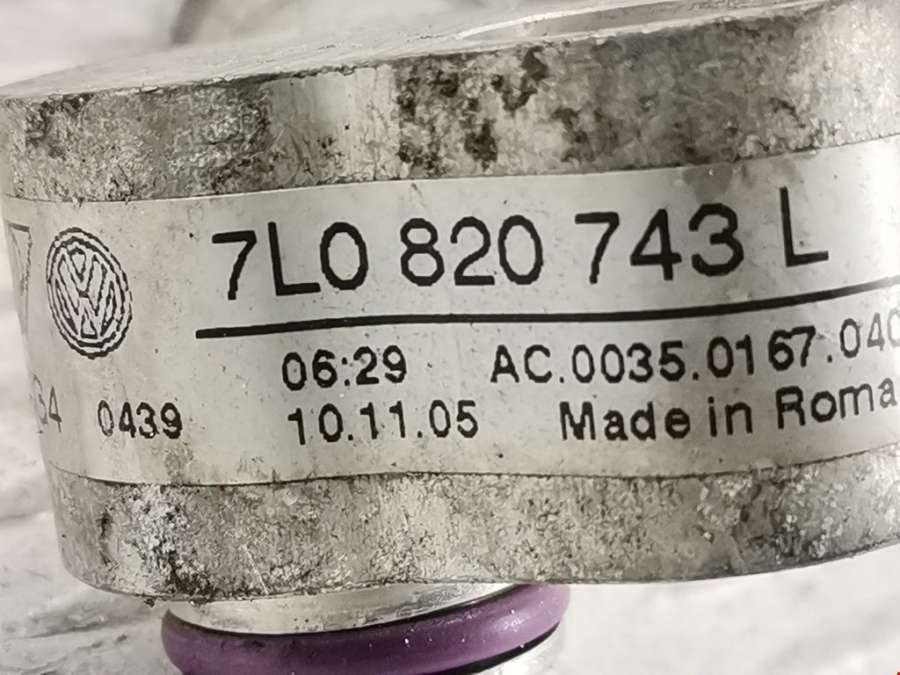 7L0 820 743 L
06:29 AC.0035.0167.040
0439 10.11.05 Made in Roma